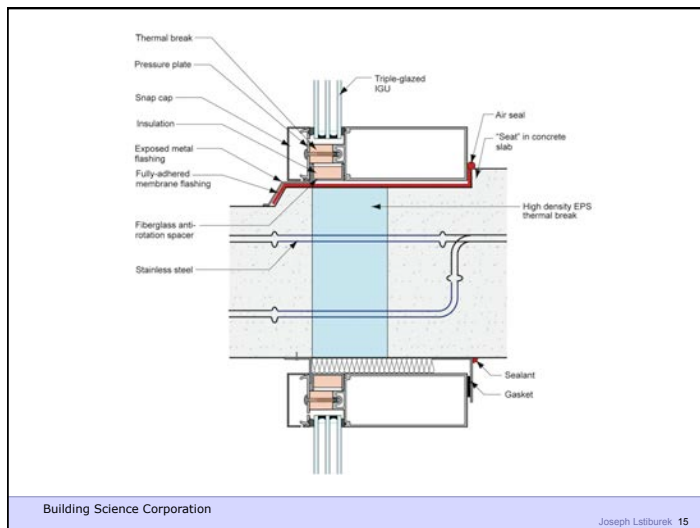 Thermal break
Pressure plate
Snap cap
Insulation
Exposed metal
flashing
Fully-adhered
membrane flashing
Fiberglass anti-
rotation spacer
Stainless steel
Triple-glazed
IGU
Air seal
"Seat" in concrete
slab
High density EPS
thermal break
Sealant
Gasket
Building Science Corporation
Joseph Lstiburek 15